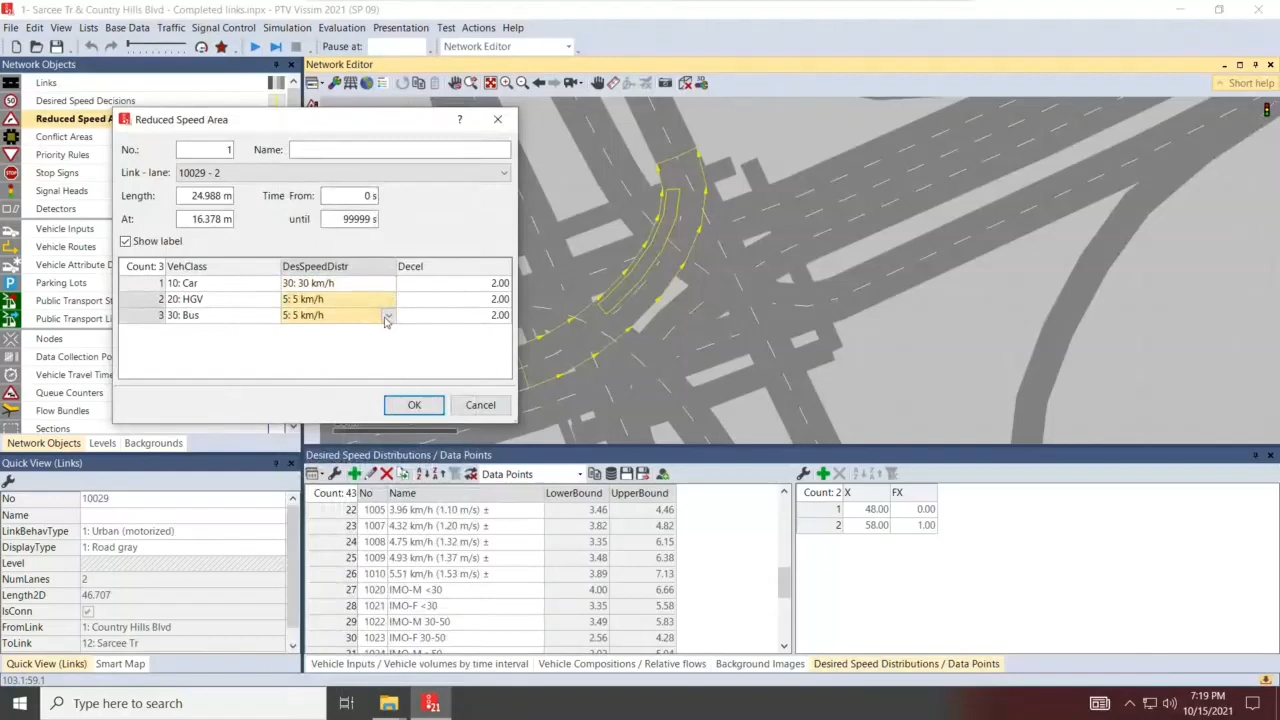 1- Sarcee Tr & Country Hills Blvd - Completed links.inpx - PTV Vissim 2021 (SP 09)
File Edit View Lists Base Data Traffic Signal Control Simulation Evaluation Presentation Test Actions Help
Pause at: Network Editor
Network Objects
Links
Desired Speed Decisions
Reduced Speed A
Conflict Areas
Priority Rules
Stop Signs
Signal Heads
Detectors
Vehicle Inputs
Vehicle Routes
Vehicle Attribute D
Parking Lots
Public Transport St
Public Transport Li
Nodes
Data Collection Po
Vehicle Travel Time
Queue Counters
Flow Bundles
Sections
Network Objects Levels Backgrounds
Network Editor
Short help
Reduced Speed Area ?
No.: 1 Name:
Link - lane: 10029 - 2
Length: 24.988 m Time From: 0 s
At: 16.378 m until 99999 s
Show label
Count: 3 VehClass DesSpeedDistr Decel
1 10: Car 30: 30 km/h 2.00
2 20: HGV 5: 5 km/h 2.00
3 30: Bus 5: 5 km/h 2.00
OK Cancel
Quick View (Links)
No 10029
Name
LinkBehavType 1: Urban (motorized)
DisplayType 1: Road gray
Level
NumLanes 2
Length2D 46.707
IsConn
FromLink 1: Country Hills Blvd
ToLink 12: Sarcee Tr
Quick View (Links) Smart Map
Desired Speed Distributions / Data Points
Data Points
Count: 43 No Name LowerBound UpperBound
22 1005 3.96 km/h (1.10 m/s) ± 3.46 4.46
23 1007 4.32 km/h (1.20 m/s) ± 3.82 4.82
24 1008 4.75 km/h (1.32 m/s) ± 3.35 6.15
25 1009 4.93 km/h (1.37 m/s) ± 3.48 6.38
26 1010 5.51 km/h (1.53 m/s) ± 3.89 7.13
27 1020 IMO-M <30 4.00 6.66
28 1021 IMO-F <30 3.35 5.58
29 1022 IMO-M 30-50 3.49 5.83
30 1023 IMO-F 30-50 2.56 4.28
Count: 2 X FX
1 48.00 0.00
2 58.00 1.00
Vehicle Inputs / Vehicle volumes by time interval Vehicle Compositions / Relative flows Background Images Desired Speed Distributions / Data Points
103.1:59.1
Type here to search
7:19 PM
10/15/2021